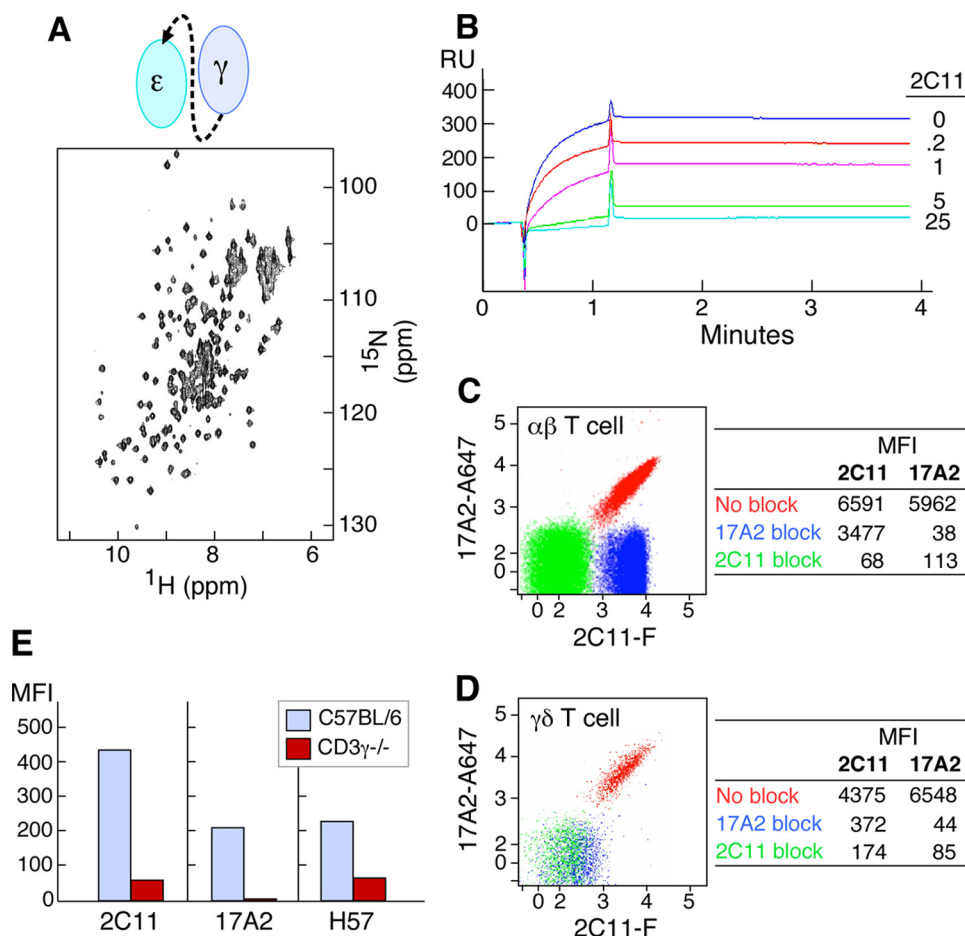 A
ε γ
100
110
120
130
15N
(ppm)
10 8 6
1H (ppm)
B
RU
400
300
200
100
0
0 1 2 3 4
Minutes
2C11
0
.2
1
5
25
C
αβ T cell
17A2-A647
5
4
3
2
0
0 2 3 4 5
2C11-F
MFI
2C11 17A2
No block 6591 5962
17A2 block 3477 38
2C11 block 68 113
E
MFI
500
400
300
200
100
0
C57BL/6
CD3γ-/-
2C11 17A2 H57
D
γδ T cell
17A2-A647
5
4
3
2
0
0 2 3 4 5
2C11-F
MFI
2C11 17A2
No block 4375 6548
17A2 block 372 44
2C11 block 174 85